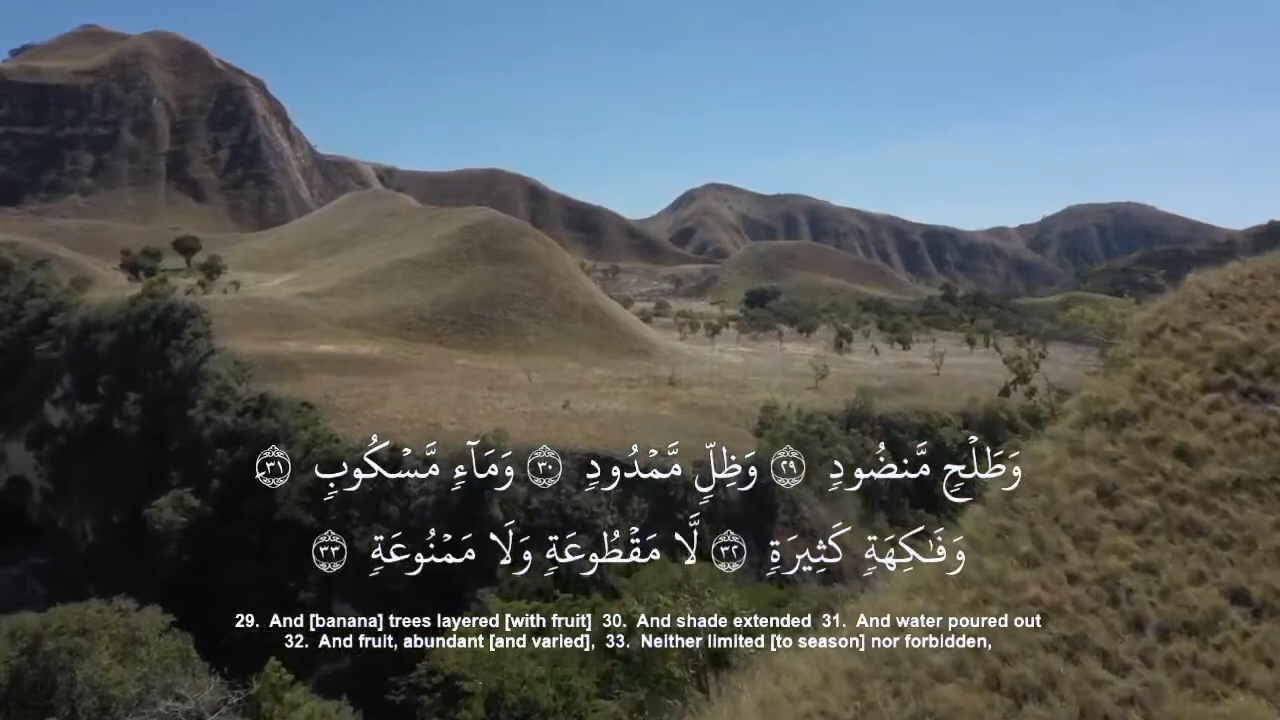 وَطَلْحٍ مَّنضُودٍ ٢٩ وَظِلٍّ مَّمْدُودٍ ٣٠ وَمَآءٍ مَّسْكُوبٍ ٣١
وَفَٰكِهَةٍ كَثِيرَةٍ ٣٢ لَّا مَقْطُوعَةٍ وَلَا مَمْنُوعَةٍ ٣٣
29. And [banana] trees layered [with fruit] 30. And shade extended 31. And water poured out
32. And fruit, abundant [and varied], 33. Neither limited [to season] nor forbidden,